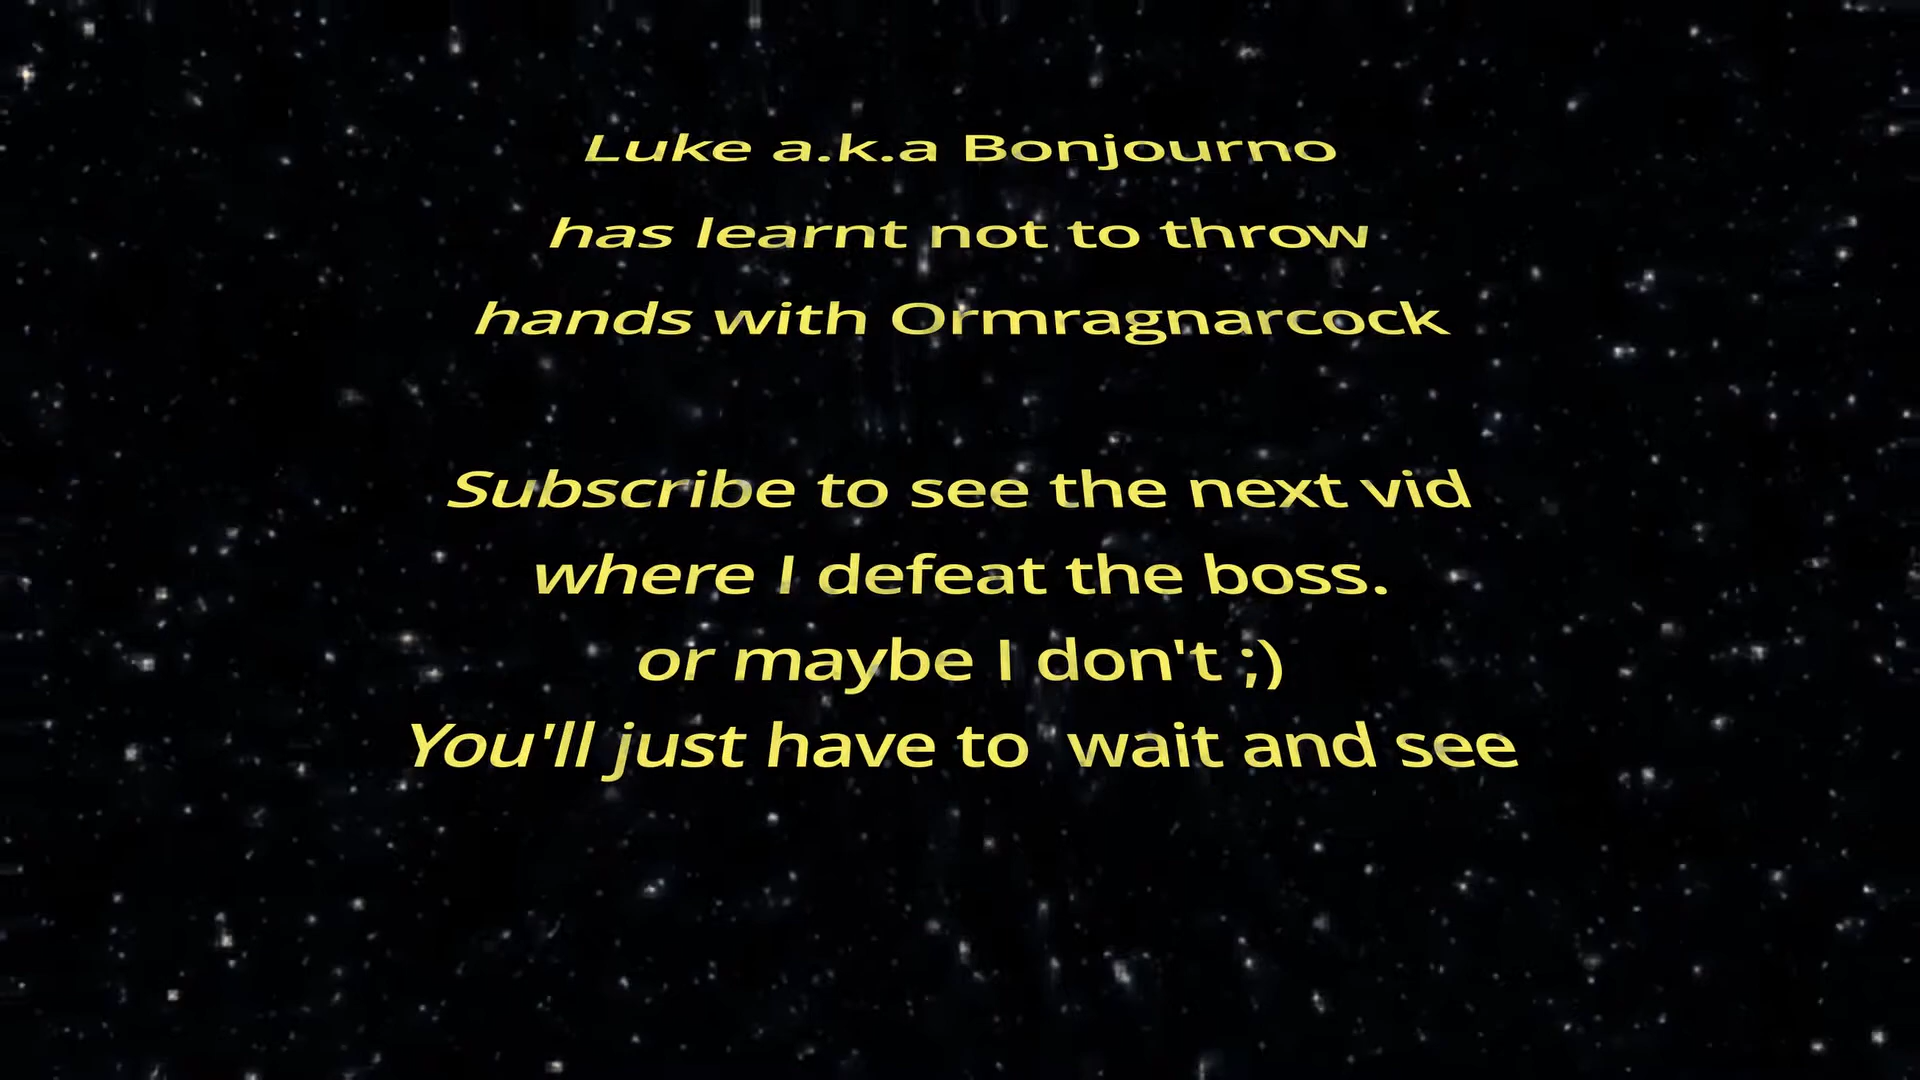 Luke a.k.a Bonjourno
has learnt not to throw
hands with Ormragnarcock
Subscribe to see the next vid
where I defeat the boss.
or maybe I don't ;)
You'll just have to  wait and see